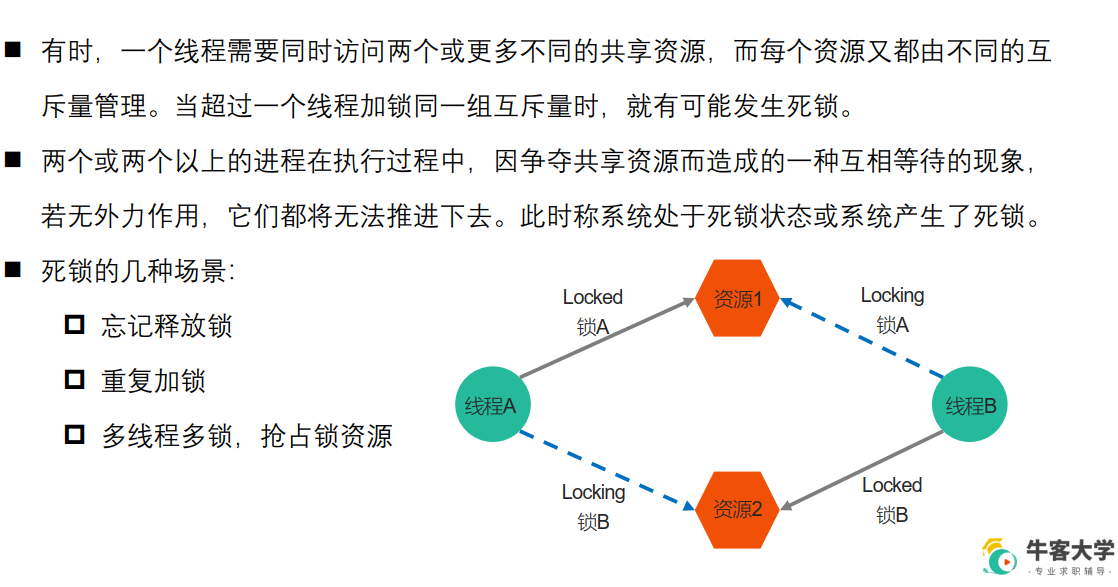 有时，一个线程需要同时访问两个或更多不同的共享资源，而每个资源又都由不同的互
斥量管理。当超过一个线程加锁同一组互斥量时，就有可能发生死锁。
两个或两个以上的进程在执行过程中，因争夺共享资源而造成的一种互相等待的现象，
若无外力作用，它们都将无法推进下去。此时称系统处于死锁状态或系统产生了死锁。
死锁的几种场景：
忘记释放锁
重复加锁
多线程多锁，抢占锁资源
Locked
锁A
资源1
Locking
锁A
线程A
线程B
Locking
锁B
资源2
Locked
锁B
牛客大学
·专业求职辅导·